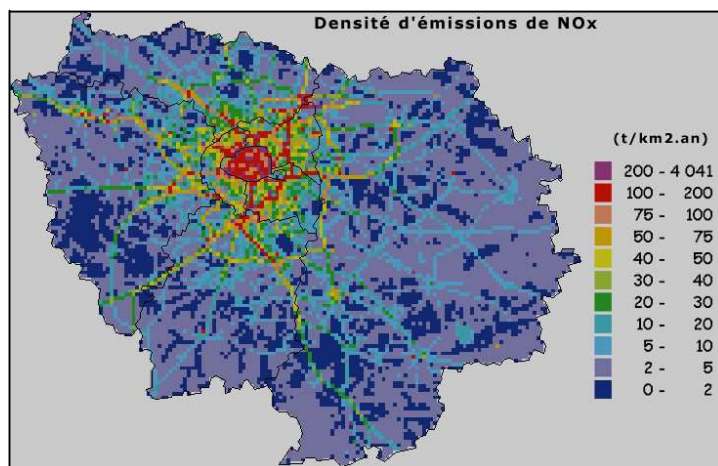 Densité d'émissions de NOx
(t/km2.an)
200 - 4 041
100 - 200
75 - 100
50 - 75
40 - 50
30 - 40
20 - 30
10 - 20
5 - 10
2 - 5
0 - 2